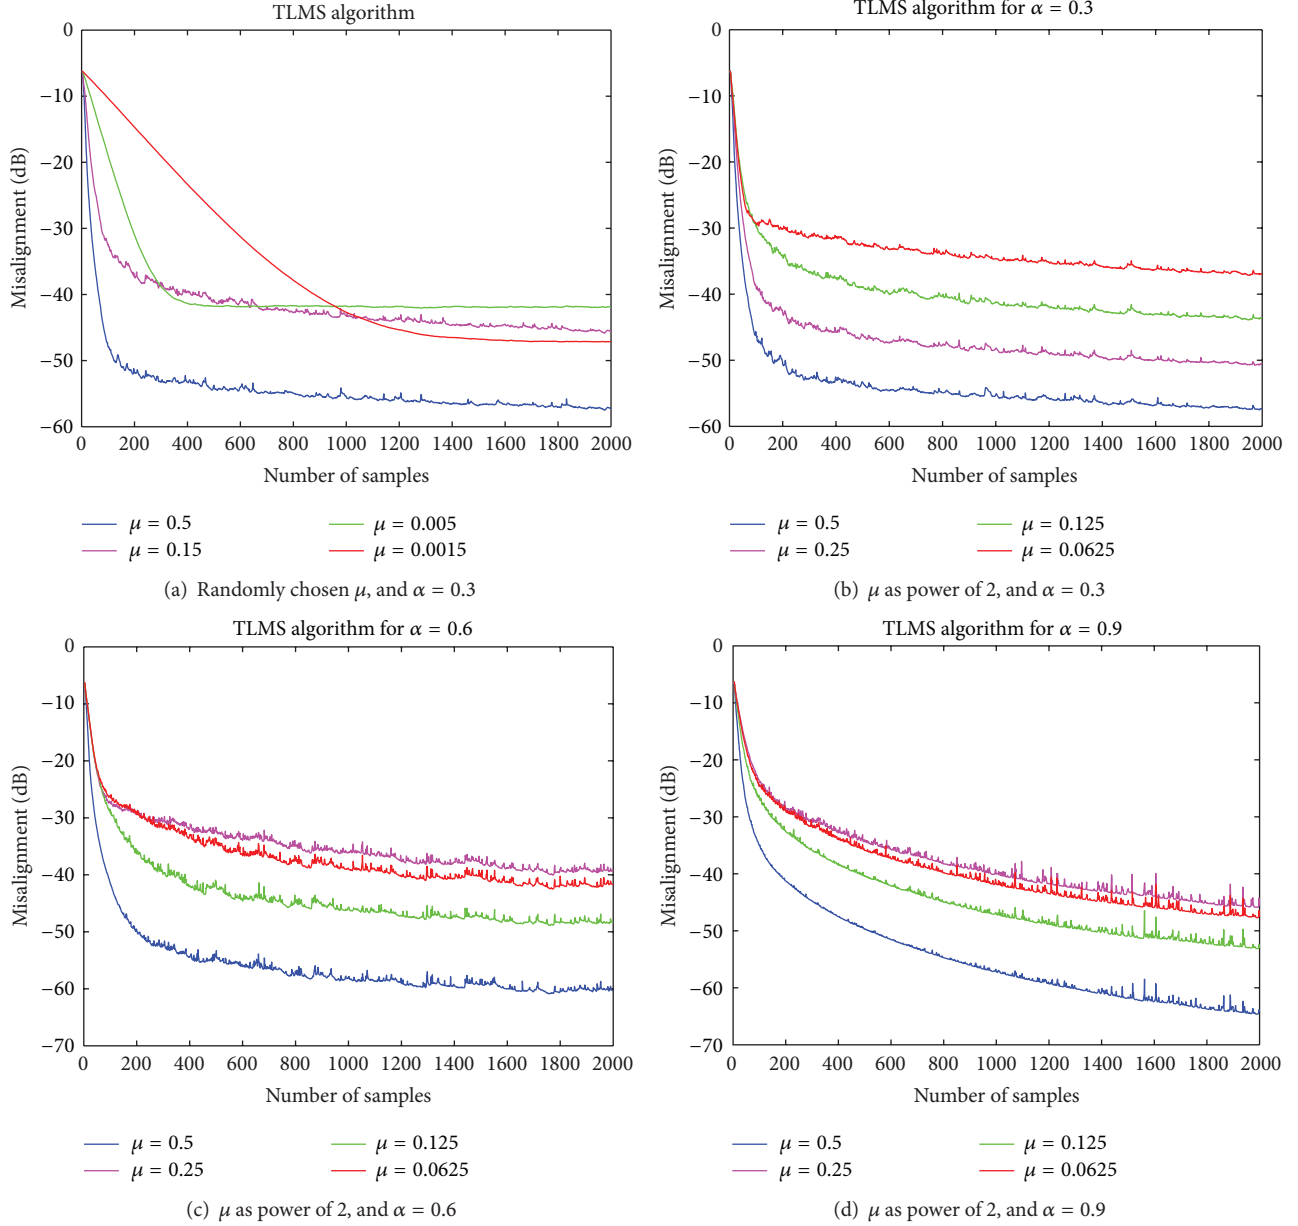 TLMS algorithm
0
−10
−20
−30
−40
−50
−60
Misalignment (dB)
0 200 400 600 800 1000 1200 1400 1600 1800 2000
Number of samples
μ = 0.5
μ = 0.005
μ = 0.15
μ = 0.0015
(a) Randomly chosen μ, and α = 0.3
TLMS algorithm for α = 0.3
0
−10
−20
−30
−40
−50
−60
Misalignment (dB)
0 200 400 600 800 1000 1200 1400 1600 1800 2000
Number of samples
μ = 0.5
μ = 0.125
μ = 0.25
μ = 0.0625
(b) μ as power of 2, and α = 0.3
TLMS algorithm for α = 0.6
0
−10
−20
−30
−40
−50
−60
−70
Misalignment (dB)
0 200 400 600 800 1000 1200 1400 1600 1800 2000
Number of samples
μ = 0.5
μ = 0.125
μ = 0.25
μ = 0.0625
(c) μ as power of 2, and α = 0.6
TLMS algorithm for α = 0.9
0
−10
−20
−30
−40
−50
−60
−70
Misalignment (dB)
0 200 400 600 800 1000 1200 1400 1600 1800 2000
Number of samples
μ = 0.5
μ = 0.125
μ = 0.25
μ = 0.0625
(d) μ as power of 2, and α = 0.9